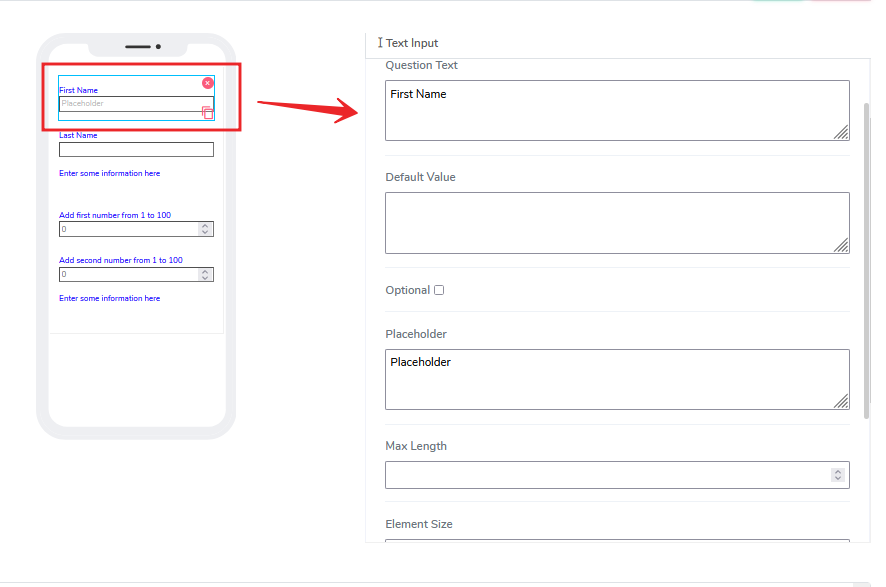 First Name
Placeholder
Last Name
Enter some information here
Add first number from 1 to 100
0
Add second number from 1 to 100
0
Enter some information here
Text Input
Question Text
First Name
Default Value
Optional
Placeholder
Placeholder
Max Length
Element Size